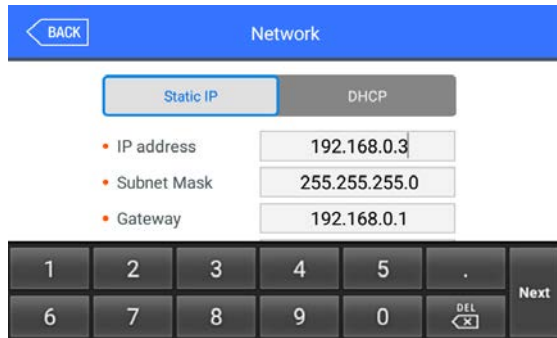 BACK Network
Static IP DHCP
• IP address 192.168.0.3
• Subnet Mask 255.255.255.0
• Gateway 192.168.0.1
1 2 3 4 5 .
Next
6 7 8 9 0 DEL